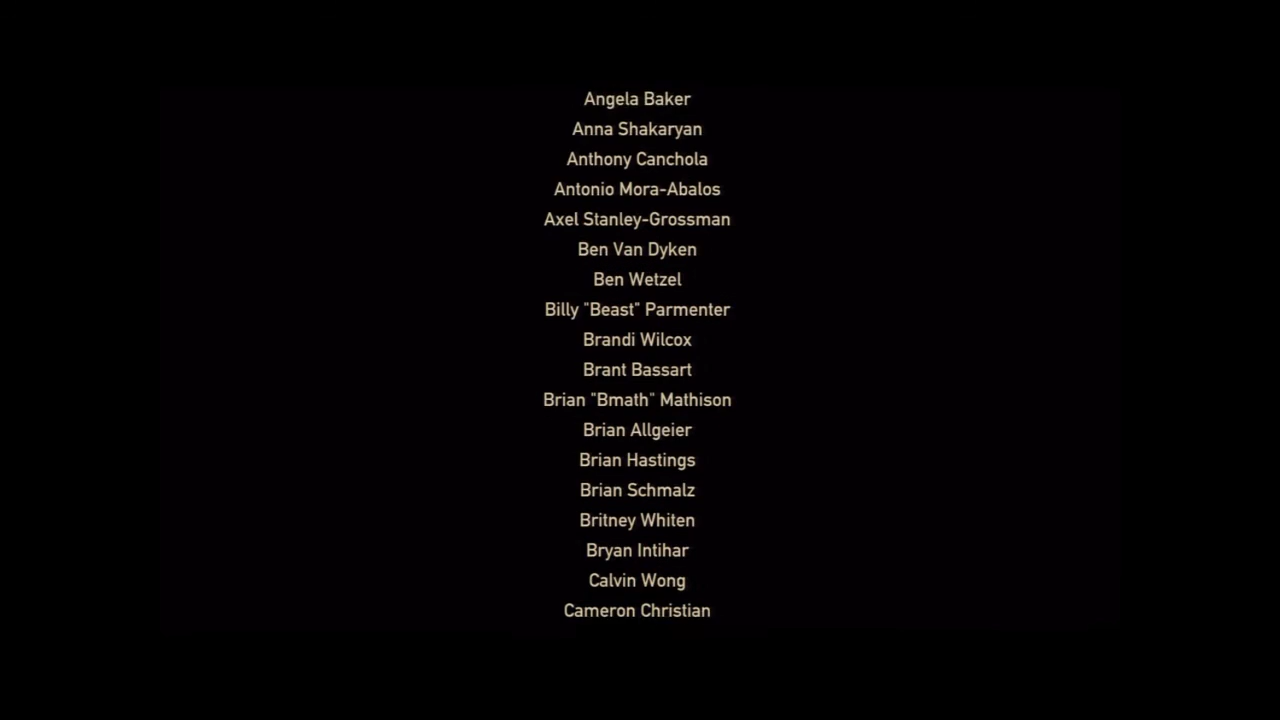 Angela Baker
Anna Shakaryan
Anthony Canchola
Antonio Mora-Abalos
Axel Stanley-Grossman
Ben Van Dyken
Ben Wetzel
Billy "Beast" Parmenter
Brandi Wilcox
Brant Bassart
Brian "Bmath" Mathison
Brian Allgeier
Brian Hastings
Brian Schmalz
Britney Whiten
Bryan Intihar
Calvin Wong
Cameron Christian